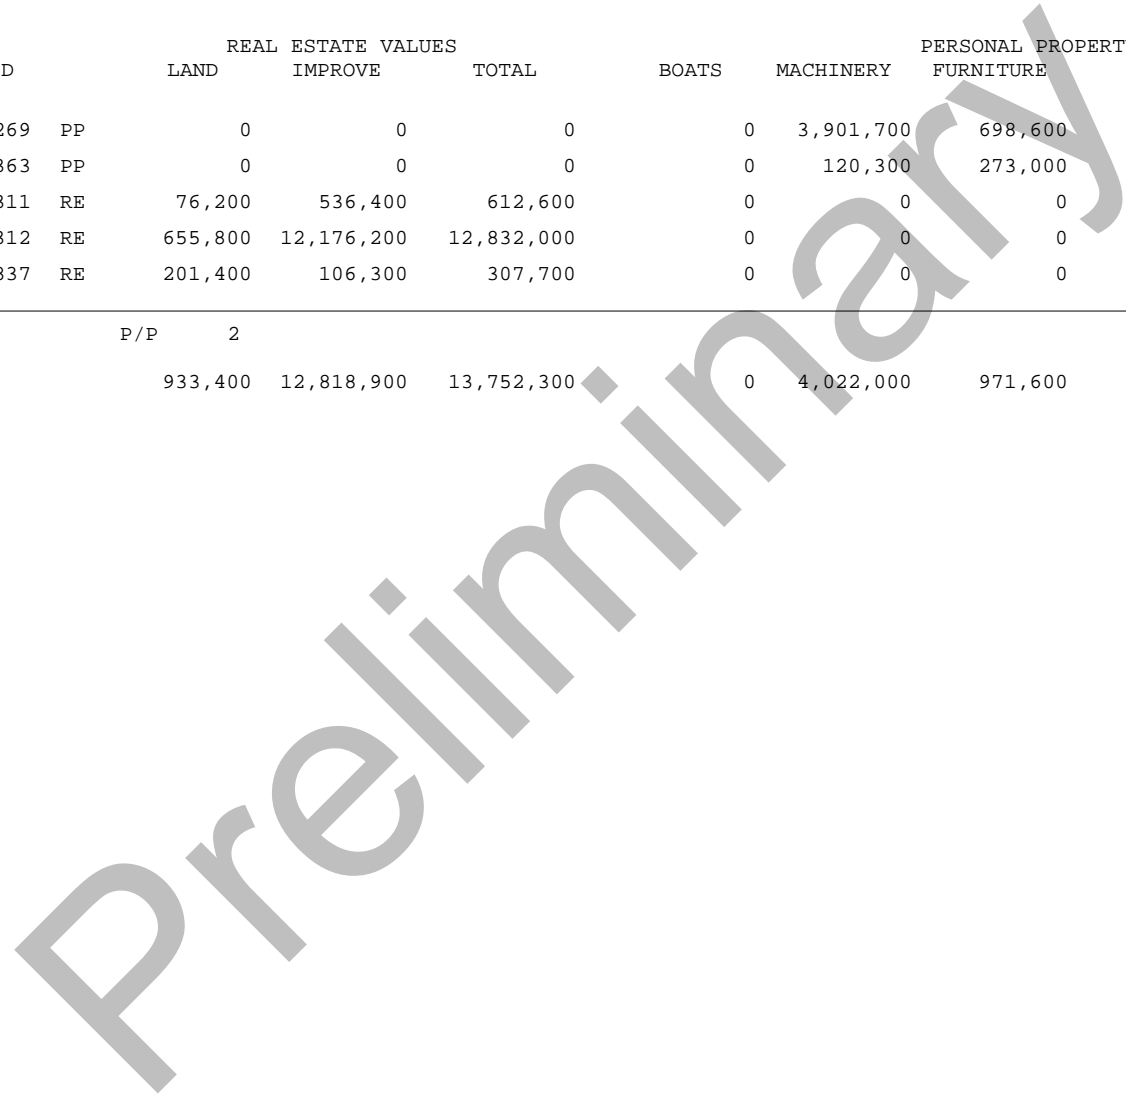 REAL ESTATE VALUES PERSONAL PROPERT
D LAND IMPROVE TOTAL BOATS MACHINERY FURNITURE
269 PP 0 0 0 0 3,901,700 698,600
363 PP 0 0 0 0 120,300 273,000
311 RE 76,200 536,400 612,600 0 0 0
312 RE 655,800 12,176,200 12,832,000 0 0 0
337 RE 201,400 106,300 307,700 0 0 0
P/P 2
933,400 12,818,900 13,752,300 0 4,022,000 971,600
Preliminary